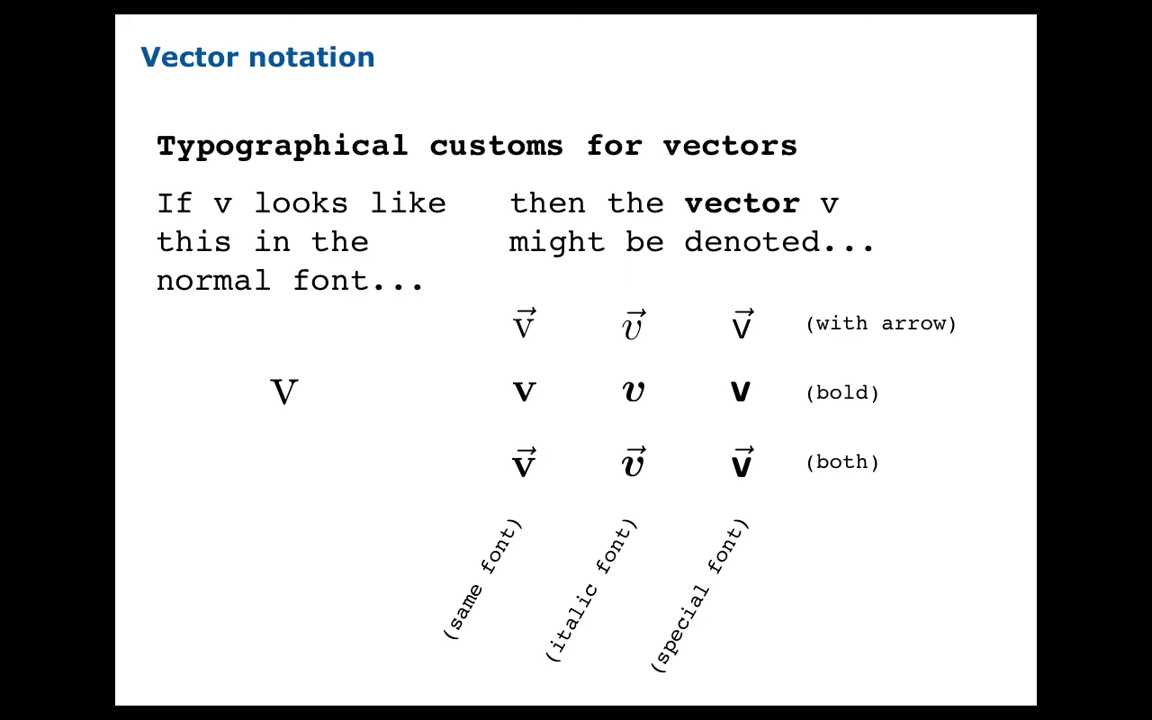 Vector notation
Typographical customs for vectors
If v looks like
this in the
normal font...
then the vector v
might be denoted...
v⃗ v⃗ v⃗ (with arrow)
v
v v v (bold)
v⃗ v⃗ v⃗ (both)
(same font)
(italic font)
(special font)